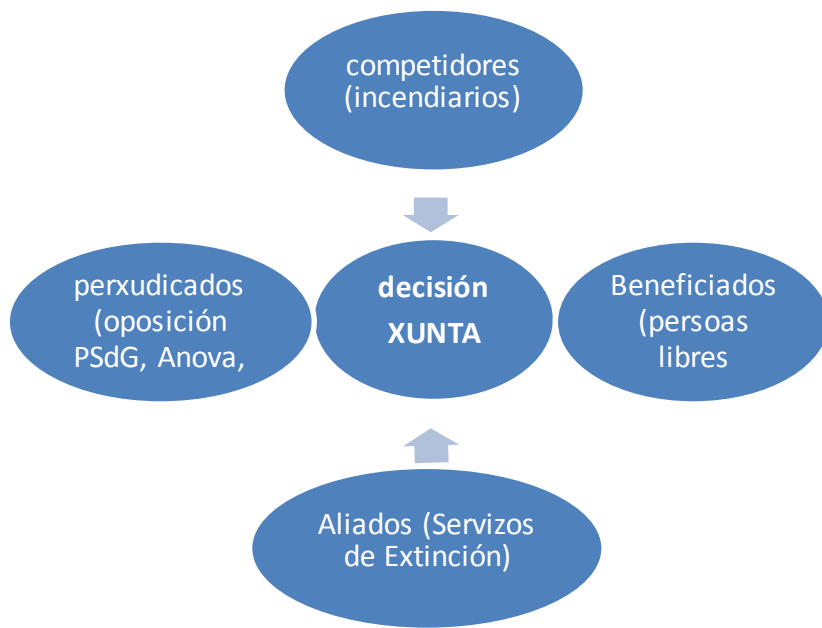 competidores
(incendiarios)
perxudicados
(oposición
PSdG, Anova,
decisión
XUNTA
Beneficiados
(persoas
libres
Aliados (Servizos
de Extinción)